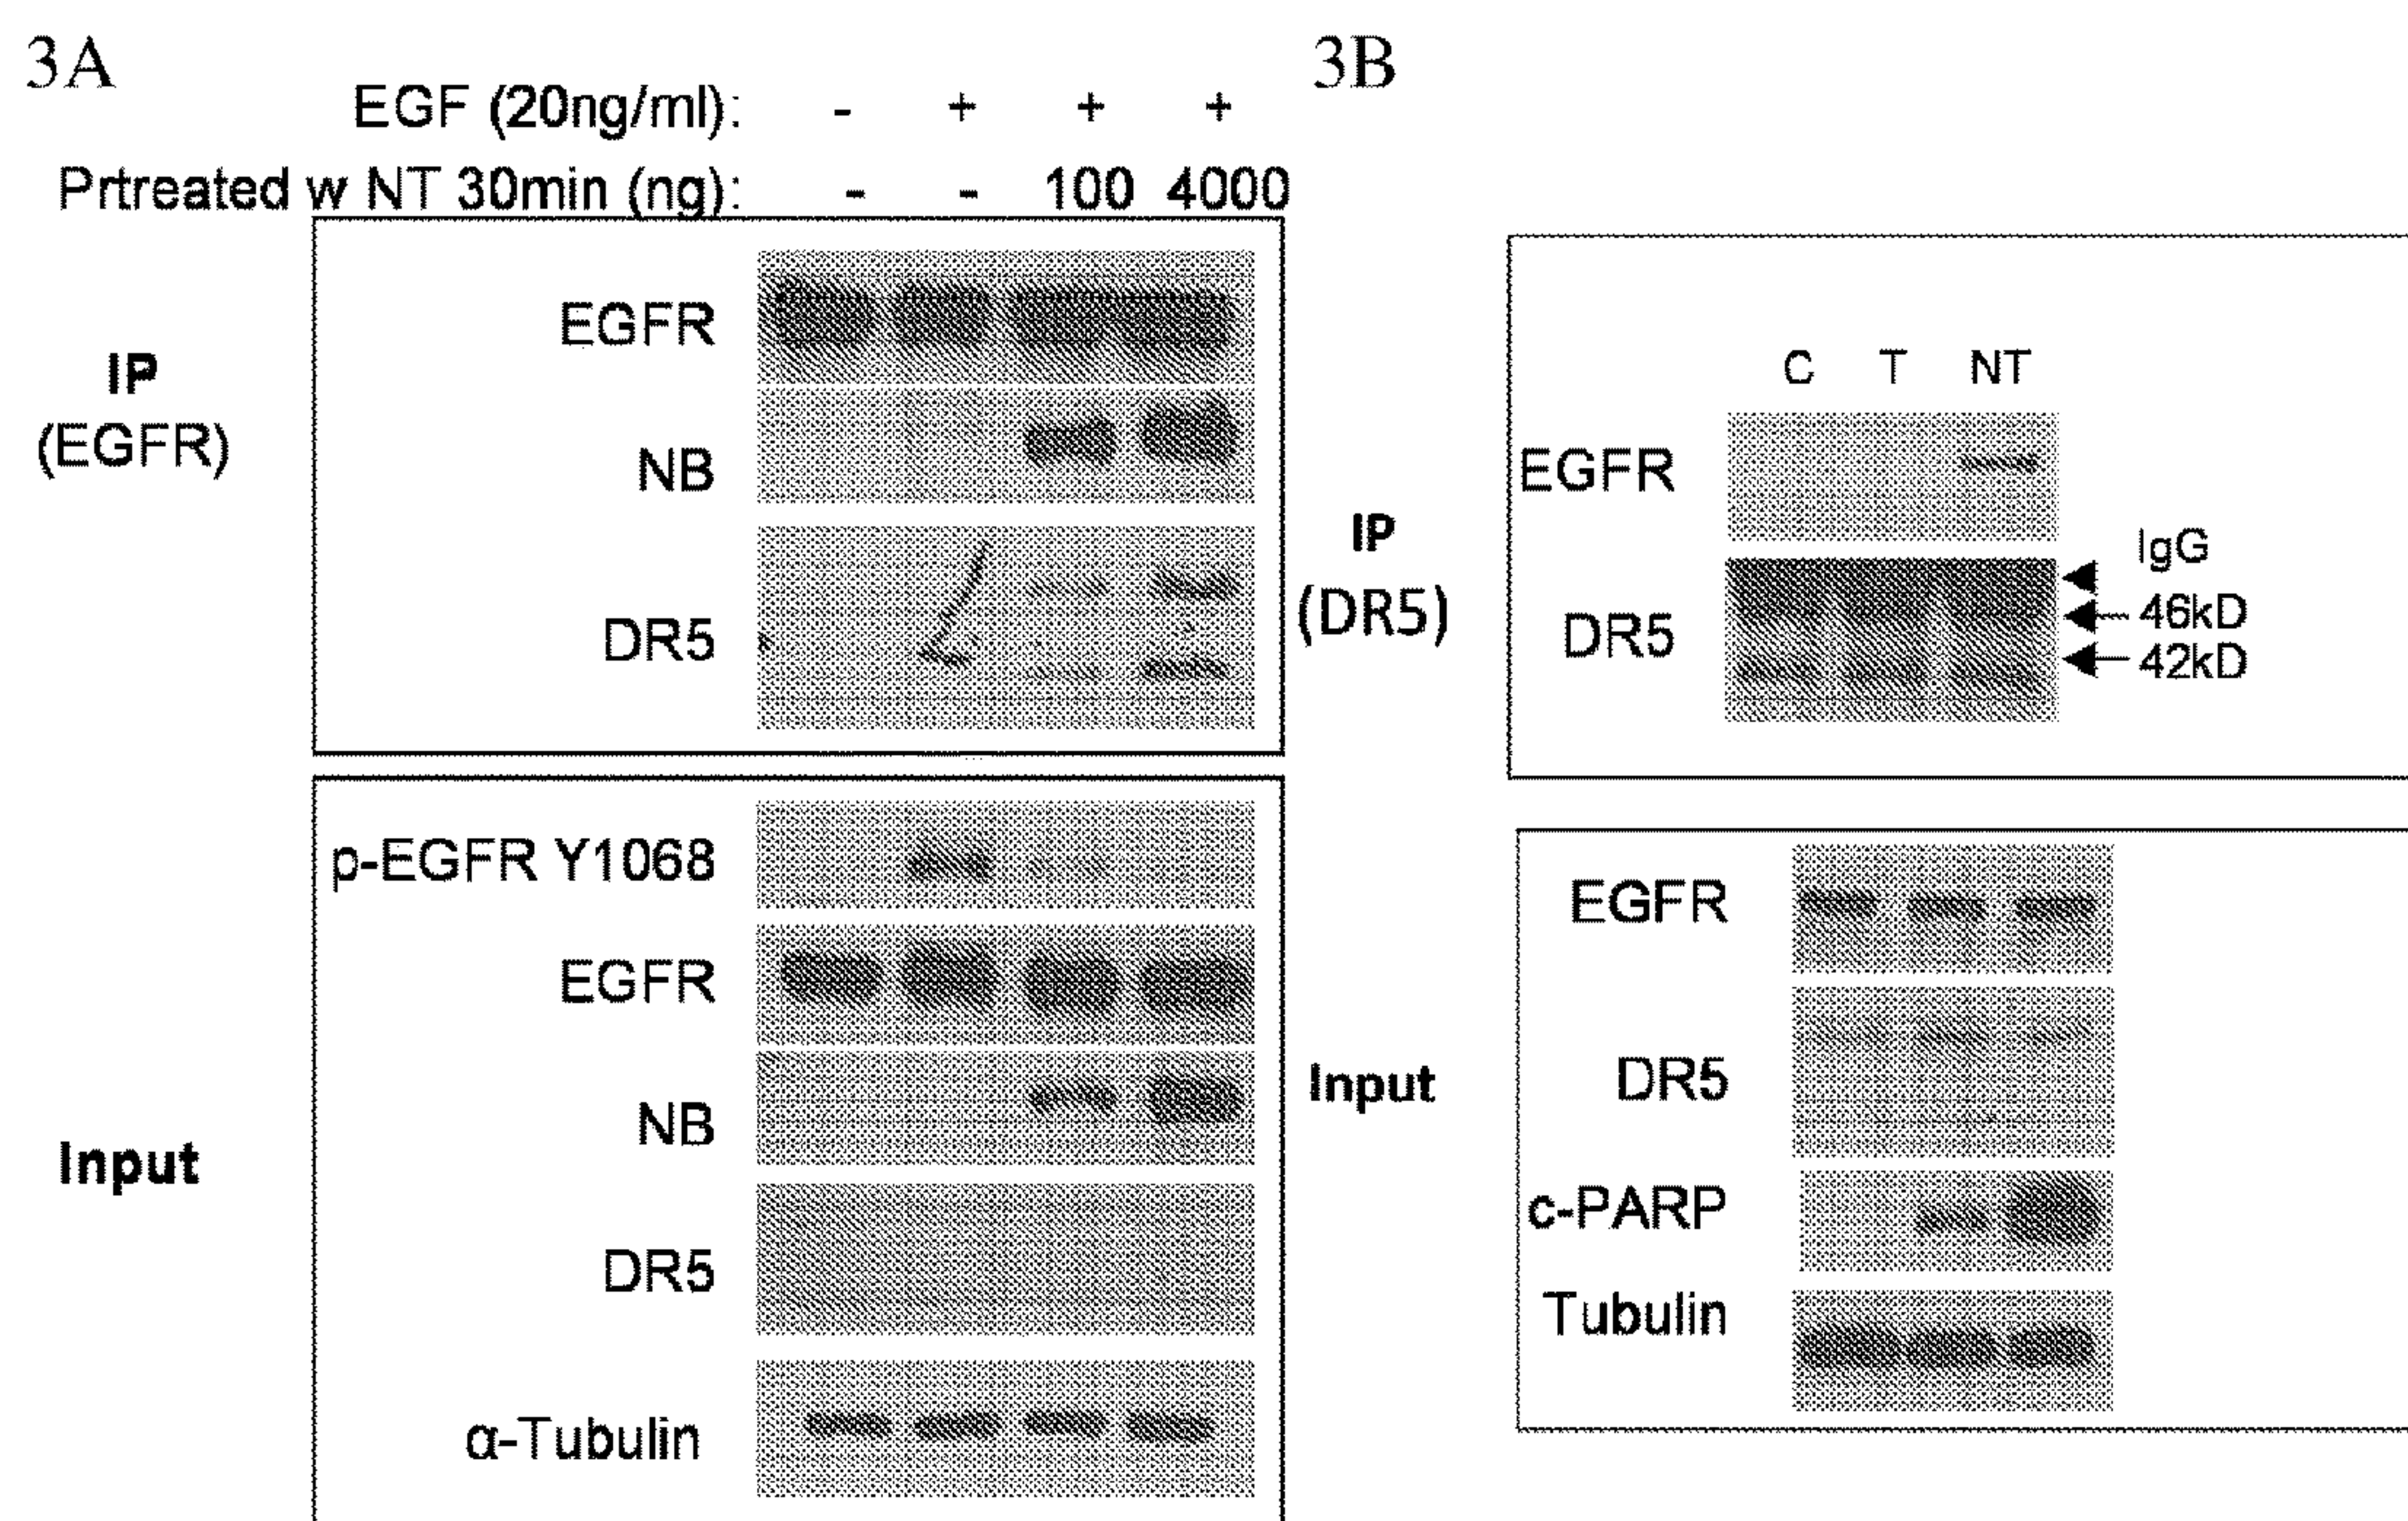 3A
EGF (20ng/ml): - + + +
Prtreated w NT 30min (ng): - - 100 4000
IP
(EGFR)
EGFR
NB
DR5
Input
p-EGFR Y1068
EGFR
NB
DR5
α-Tubulin
3B
IP
(DR5)
C T NT
EGFR
DR5
IgG
46kD
42kD
Input
EGFR
DR5
c-PARP
Tubulin